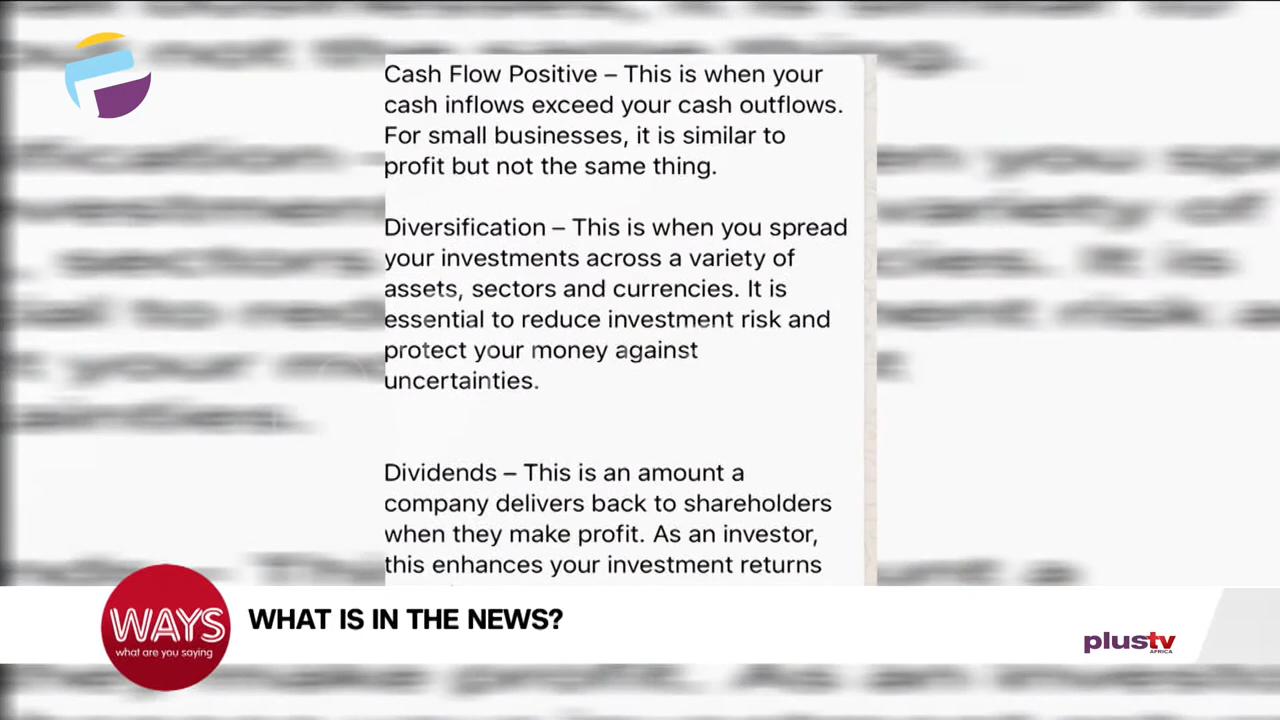 Cash Flow Positive – This is when your
cash inflows exceed your cash outflows.
For small businesses, it is similar to
profit but not the same thing.
Diversification – This is when you spread
your investments across a variety of
assets, sectors and currencies. It is
essential to reduce investment risk and
protect your money against
uncertainties.
Dividends – This is an amount a
company delivers back to shareholders
when they make profit. As an investor,
this enhances your investment returns
WAYS
what are you saying
WHAT IS IN THE NEWS?
plustv
AFRICA